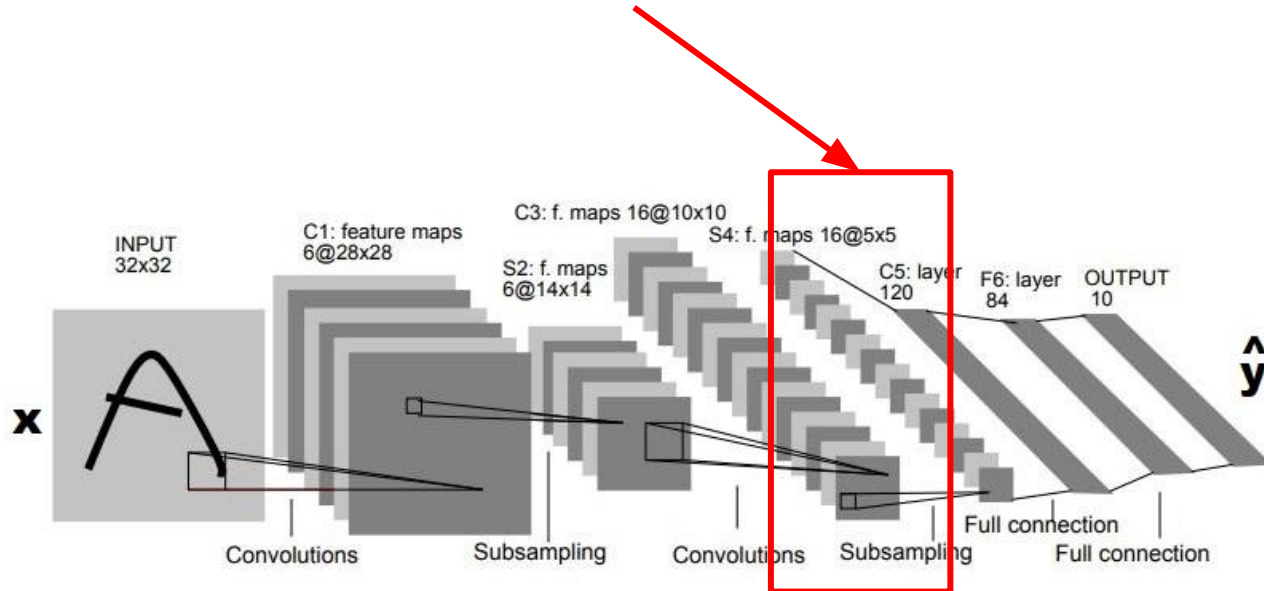 C3: f. maps 16@10x10
INPUT
32x32
C1: feature maps
6@28x28
S4: f. maps 16@5x5
S2: f. maps
6@14x14
C5: layer
120
F6: layer
84
OUTPUT
10
x
ŷ
Convolutions
Subsampling
Convolutions
Subsampling
Full connection
Full connection